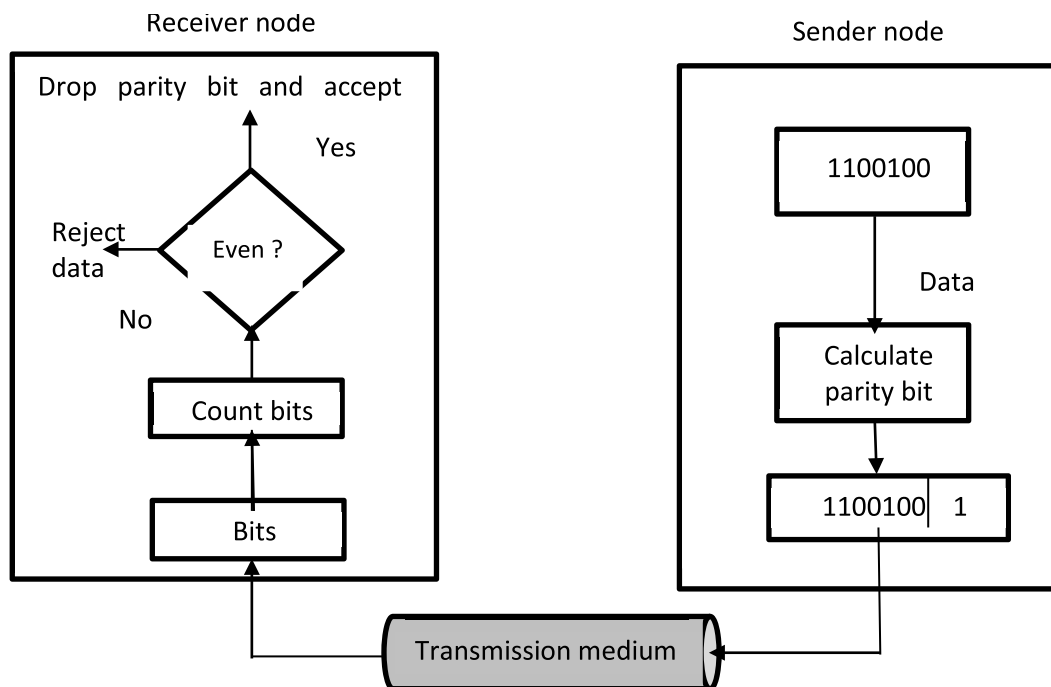 Receiver node
Drop parity bit and accept
Yes
Reject
data
Even ?
No
Count bits
Bits
Sender node
1100100
Data
Calculate
parity bit
1100100 1
Transmission medium